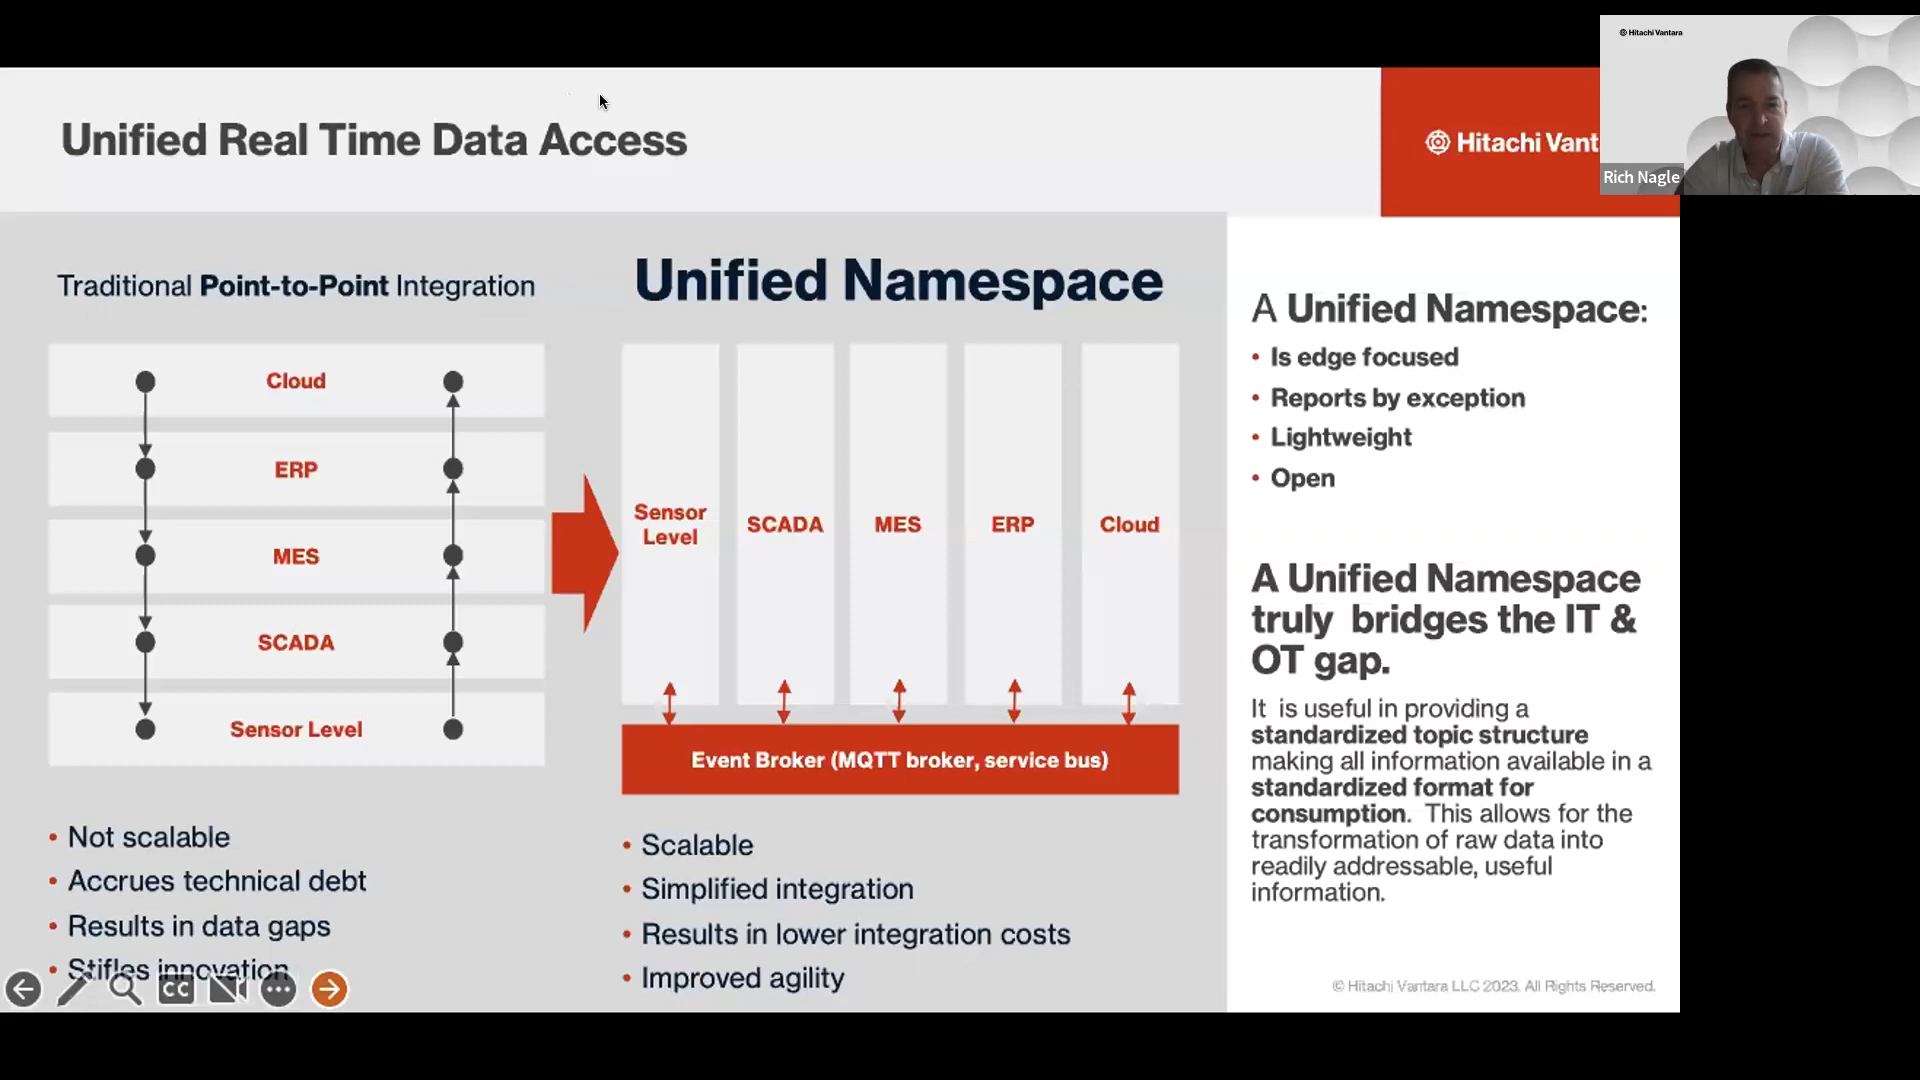 Hitachi Vantara
Unified Real Time Data Access
Hitachi Vant
Rich Nagle
Traditional Point-to-Point Integration
Cloud
ERP
MES
SCADA
Sensor Level
• Not scalable
• Accrues technical debt
• Results in data gaps
• Stifles innovation
CC
Unified Namespace
Sensor
Level
SCADA
MES
ERP
Cloud
Event Broker (MQTT broker, service bus)
• Scalable
• Simplified integration
• Results in lower integration costs
• Improved agility
A Unified Namespace:
• Is edge focused
• Reports by exception
• Lightweight
• Open
A Unified Namespace
truly bridges the IT &
OT gap.
It is useful in providing a
standardized topic structure
making all information available in a
standardized format for
consumption. This allows for the
transformation of raw data into
readily addressable, useful
information.
© Hitachi Vantara LLC 2023. All Rights Reserved.